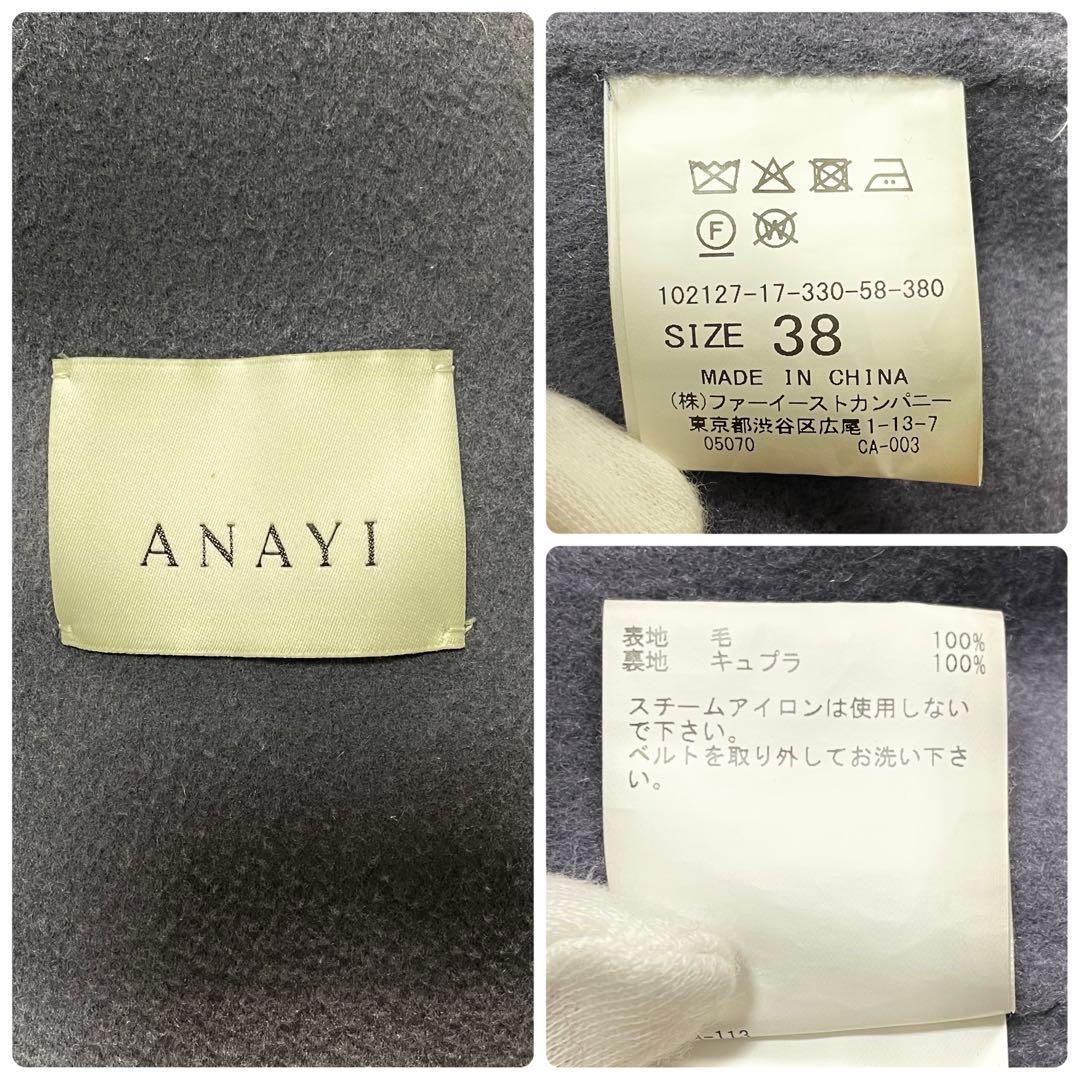 ANAYI
F
W
102127-17-330-58-380
SIZE 38
MADE IN CHINA
(株)ファーイーストカンパニー
東京都渋谷区広尾1-13-7
05070 CA-003
表地 毛 100%
裏地 キュプラ 100%
スチームアイロンは使用しない
で下さい。
ベルトを取り外してお洗い下さ
い。
-113